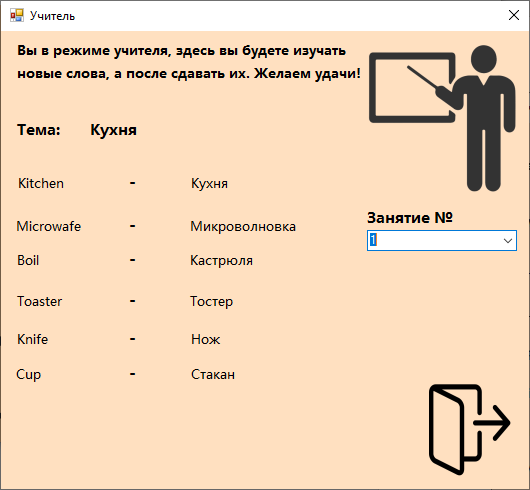 Учитель
Вы в режиме учителя, здесь вы будете изучать
новые слова, а после сдавать их. Желаем удачи!
Тема: Кухня
Kitchen - Кухня
Microwafe - Микроволновка
Занятие №
1
Boil - Кастрюля
Toaster - Тостер
Knife - Нож
Cup - Стакан